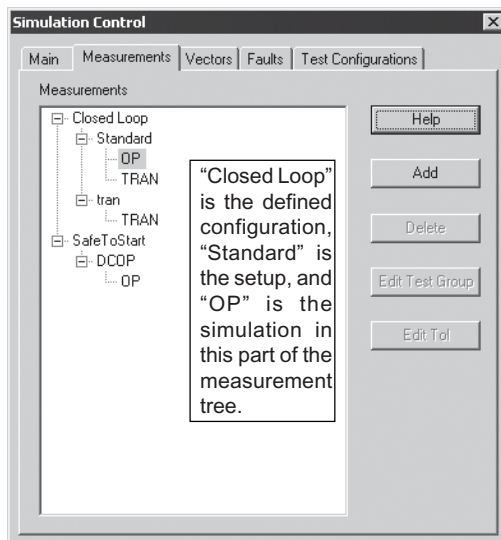 Simulation Control
Main Measurements Vectors Faults Test Configurations
Measurements
Closed Loop
Standard
OP
TRAN
tran
TRAN
SafeToStart
DCOP
OP
“Closed Loop”
is the defined
configuration,
“Standard” is
the setup, and
“OP” is the
simulation in
this part of the
measurement
tree.
Help
Add
Delete
Edit Test Group
Edit Tol